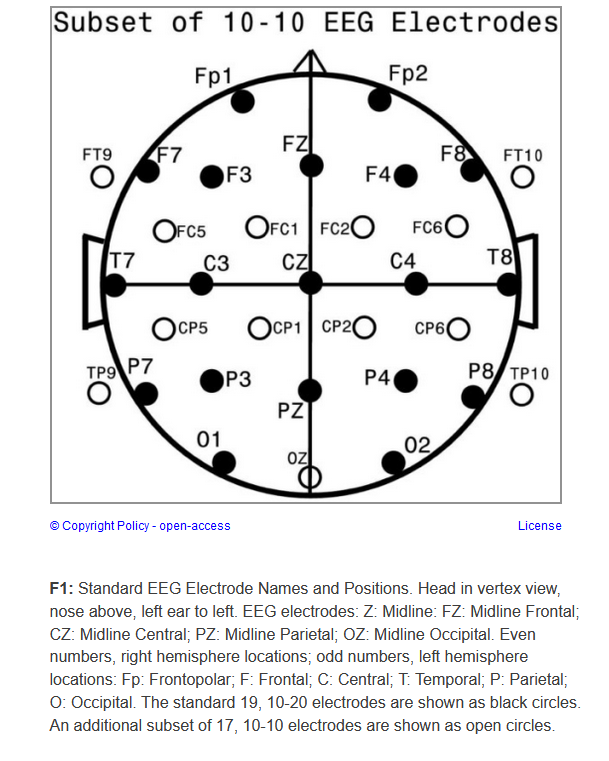 Subset of 10-10 EEG Electrodes
Fp1 Fp2
FZ
FT9 F7 F8 FT10
F3 F4
FC5 FC1 FC2 FC6
T7 C3 CZ C4 T8
CP5 CP1 CP2 CP6
TP9 P7 P8 TP10
P3 P4
PZ
O1 O2
OZ
© Copyright Policy - open-access License
F1: Standard EEG Electrode Names and Positions. Head in vertex view,
nose above, left ear to left. EEG electrodes: Z: Midline: FZ: Midline Frontal;
CZ: Midline Central; PZ: Midline Parietal; OZ: Midline Occipital. Even
numbers, right hemisphere locations; odd numbers, left hemisphere
locations: Fp: Frontopolar; F: Frontal; C: Central; T: Temporal; P: Parietal;
O: Occipital. The standard 19, 10-20 electrodes are shown as black circles.
An additional subset of 17, 10-10 electrodes are shown as open circles.